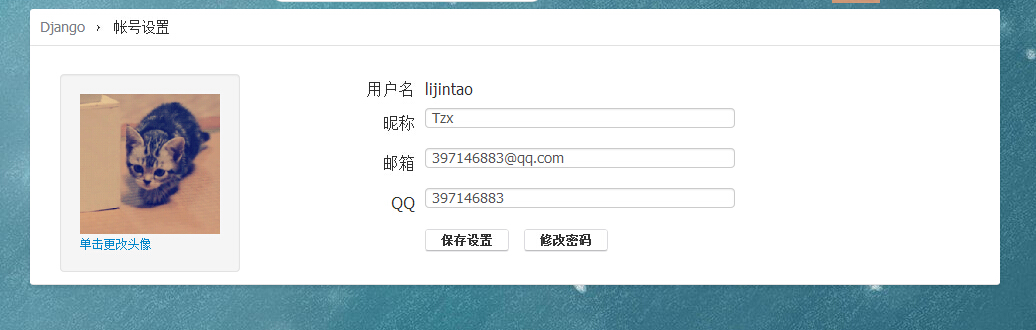 Django › 帐号设置
用户名 lijintao
昵称 Tzx
邮箱 397146883@qq.com
QQ 397146883
单击更改头像
保存设置 修改密码